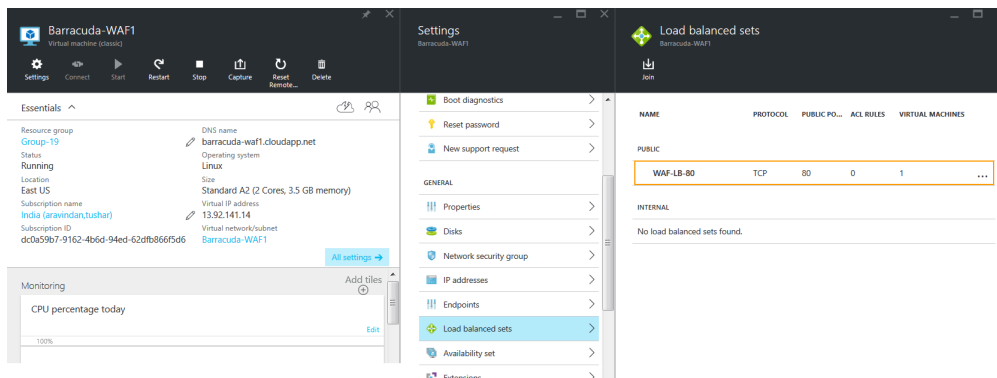 Barracuda-WAF1
Virtual machine (classic)
Settings
Connect
Start
Restart
Stop
Capture
Reset Remote...
Delete
Essentials
Resource group
Group-19
Status
Running
Location
East US
Subscription name
India (aravindan,tushar)
Subscription ID
dc0a59b7-9162-4b6d-94ed-62dfb866f5d6
DNS name
barracuda-waf1.cloudapp.net
Operating system
Linux
Size
Standard A2 (2 Cores, 3.5 GB memory)
Virtual IP address
13.92.141.14
Virtual network/subnet
Barracuda-WAF1
All settings
Monitoring
Add tiles
CPU percentage today
Edit
100%
Settings
Barracuda-WAF1
Boot diagnostics
Reset password
New support request
GENERAL
Properties
Disks
Network security group
IP addresses
Endpoints
Load balanced sets
Availability set
Extensions
Load balanced sets
Barracuda-WAF1
Join
NAME PROTOCOL PUBLIC PO... ACL RULES VIRTUAL MACHINES
PUBLIC
WAF-LB-80 TCP 80 0 1 ...
INTERNAL
No load balanced sets found.